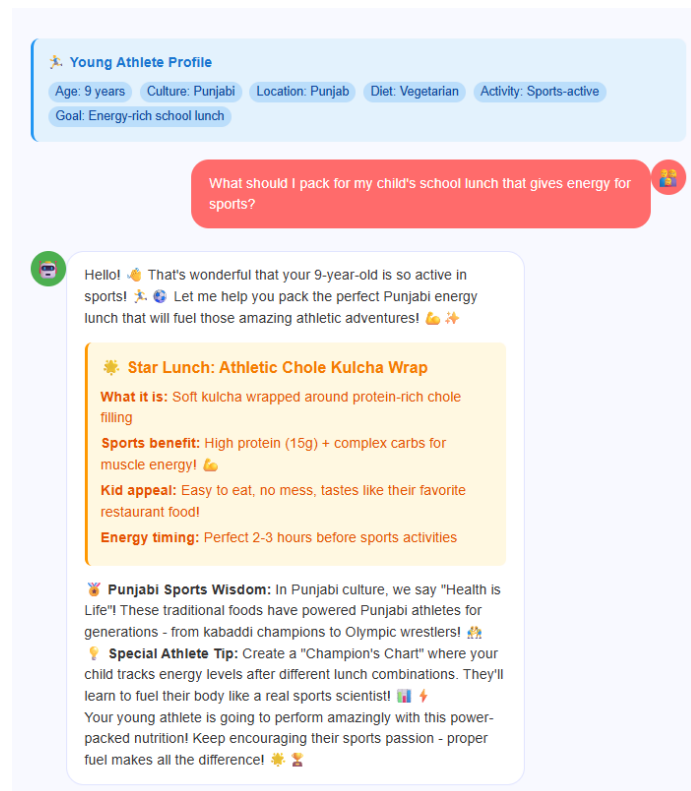 🏃 Young Athlete Profile
Age: 9 years Culture: Punjabi Location: Punjab Diet: Vegetarian Activity: Sports-active
Goal: Energy-rich school lunch
What should I pack for my child's school lunch that gives energy for
sports?
Hello! 👋 That's wonderful that your 9-year-old is so active in
sports! 🏃 ⚽ Let me help you pack the perfect Punjabi energy
lunch that will fuel those amazing athletic adventures! 💪 ✨
🌟 Star Lunch: Athletic Chole Kulcha Wrap
What it is: Soft kulcha wrapped around protein-rich chole
filling
Sports benefit: High protein (15g) + complex carbs for
muscle energy! 💪
Kid appeal: Easy to eat, no mess, tastes like their favorite
restaurant food!
Energy timing: Perfect 2-3 hours before sports activities
🏅 Punjabi Sports Wisdom: In Punjabi culture, we say "Health is
Life"! These traditional foods have powered Punjabi athletes for
generations - from kabaddi champions to Olympic wrestlers! 🤼
💡 Special Athlete Tip: Create a "Champion's Chart" where your
child tracks energy levels after different lunch combinations. They'll
learn to fuel their body like a real sports scientist! 📊 ⚡
Your young athlete is going to perform amazingly with this power-
packed nutrition! Keep encouraging their sports passion - proper
fuel makes all the difference! 🌟 🏆